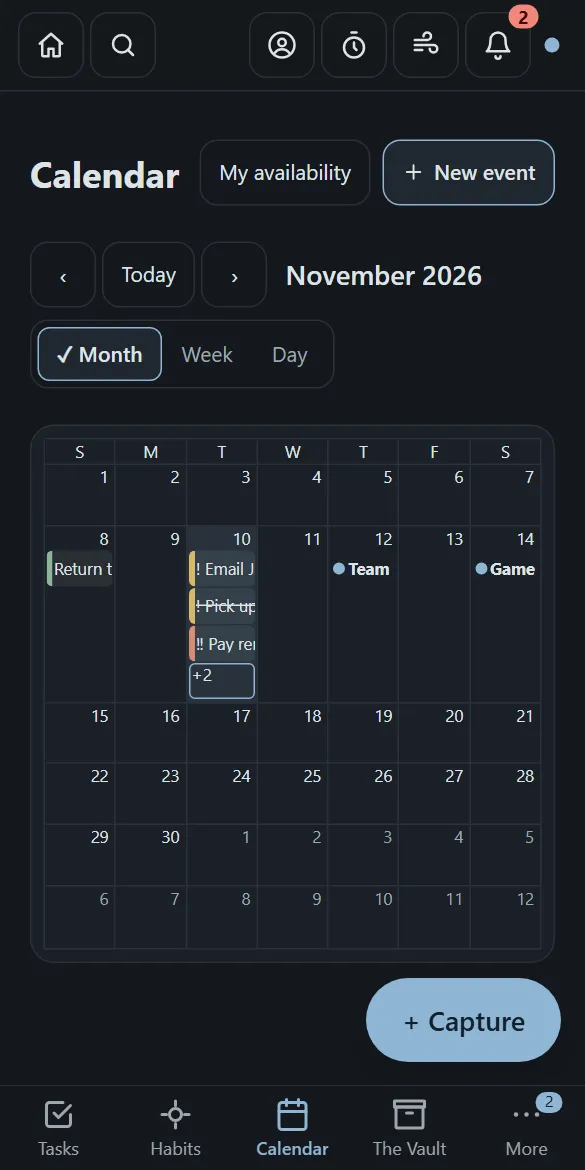 2
Calendar
My availability
+ New event
‹
Today
›
November 2026
✓ Month
Week
Day
S M T W T F S
1 2 3 4 5 6 7
8 9 10 11 12 13 14
Return t
! Email J
Team
Game
! Pick up
!! Pay rer
+2
15 16 17 18 19 20 21
22 23 24 25 26 27 28
29 30 1 2 3 4 5
6 7 8 9 10 11 12
+ Capture
2
Tasks
Habits
Calendar
The Vault
More